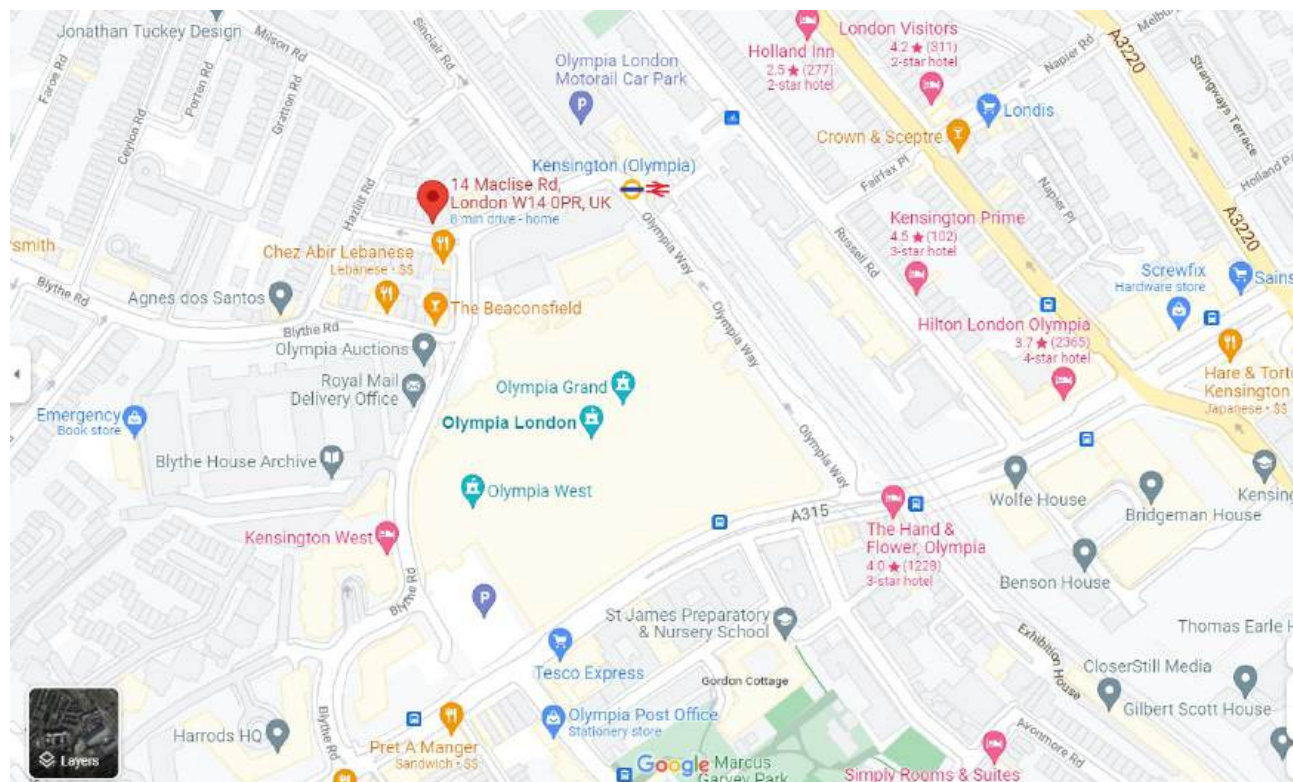 Jonathan Tuckey Design
Milson Rd
Sinclair Rd
Faroe Rd
Ceylon Rd
Porten Rd
Gratton Rd
Hazlitt Rd
Olympia London
Motorail Car Park
Holland Inn
2.5★(277)
2-star hotel
London Visitors
4.2★(311)
2-star hotel
Napier Rd
A3220
Strangways Terrace
Londis
Crown & Sceptre
Fairfax Pl
Napier Pl
Kensington (Olympia)
14 Maclise Rd,
London W14 0PR, UK
8 min drive - home
Kensington Prime
4.5★(102)
3-star hotel
Russell Rd
A3220
smith
Chez Abir Lebanese
Lebanese • $$
Olympia Way
Blythe Rd
Agnes dos Santos
The Beaconsfield
Olympia Way
Screwfix
Hardware store
Sains
Blythe Rd
Olympia Auctions
Hilton London Olympia
3.7★(2365)
4-star hotel
Royal Mail
Delivery Office
Olympia Grand
Hare & Tortu
Kensington
Japanese • $$
Emergency
Book store
Olympia London
Olympia Way
Blythe House Archive
Olympia West
Wolfe House
Kensing
A315
Bridgeman House
Kensington West
The Hand &
Flower, Olympia
4.0★(1228)
3-star hotel
Benson House
Blythe Rd
St James Preparatory
& Nursery School
Exhibition House
Thomas Earle H
Tesco Express
Gordon Cottage
CloserStill Media
Gilbert Scott House
Olympia Post Office
Stationery store
Harrods HQ
Blythe Rd
Pret A Manger
Sandwich • $$
Avonmore Rd
Layers
Google
Marcus
Garvey Park
Simply Rooms & Suites